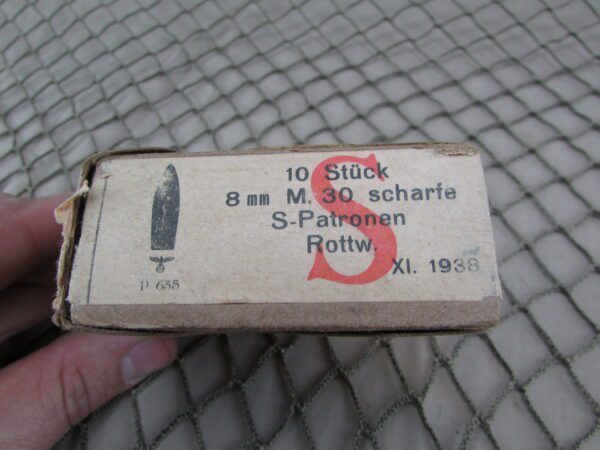 10 Stück
8 mm M. 30 scharfe
S-Patronen
Rottw.
XI. 1938
P 635
S